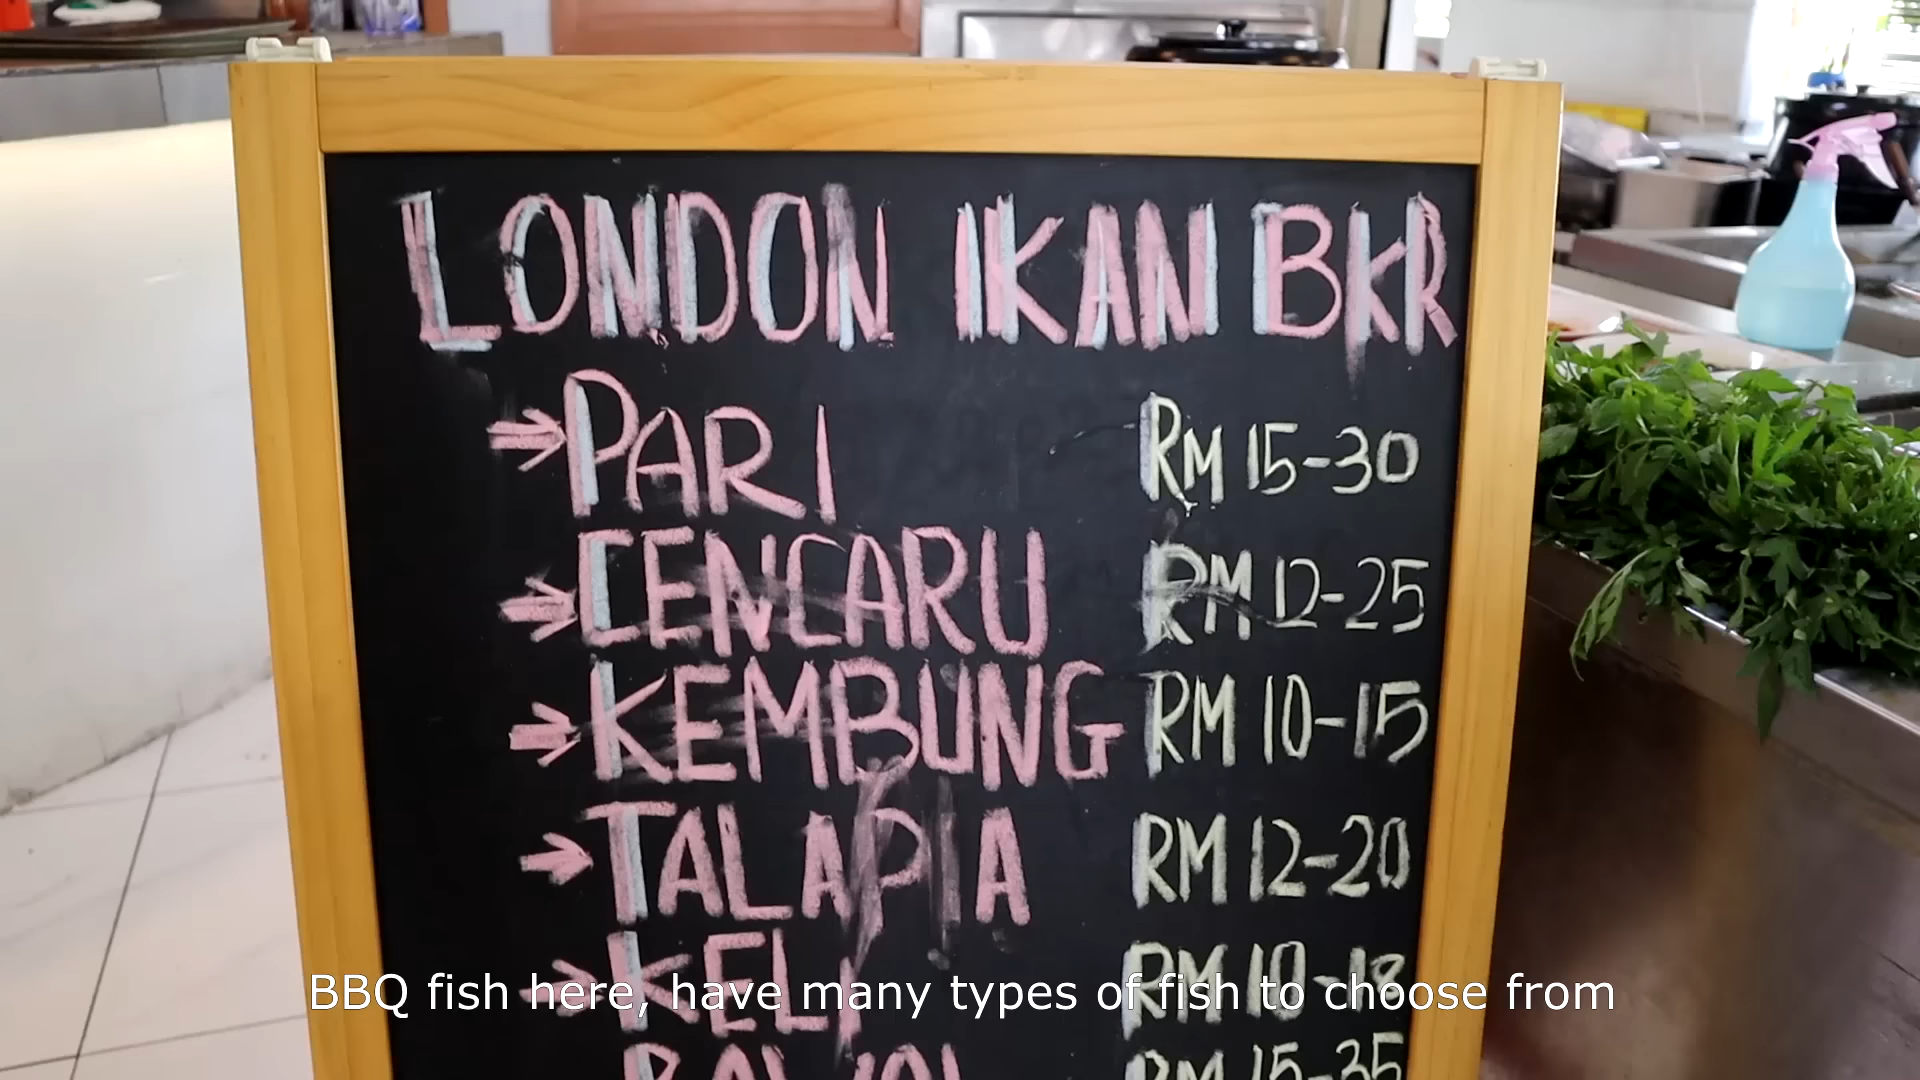 LONDON IKAN BKR
PARI RM 15-30
CENCARU RM 12-25
KEMBUNG RM 10-15
TALAPIA RM 12-20
KELI RM 10-18
RM 15-35
BBQ fish here, have many types of fish to choose from